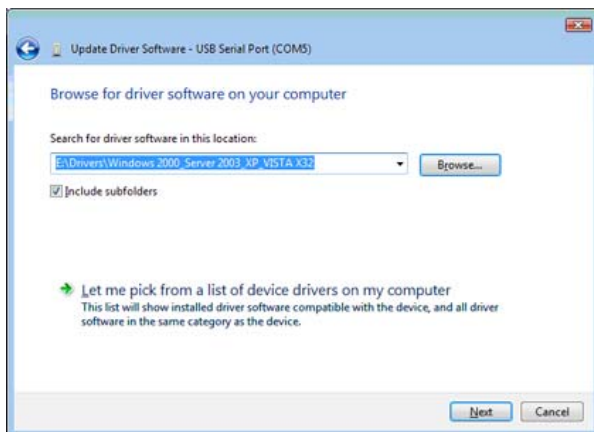 Update Driver Software - USB Serial Port (COM5)
Browse for driver software on your computer
Search for driver software in this location:
E:\Drivers\Windows 2000_Server 2003_XP_VISTA X32
Browse...
Include subfolders
Let me pick from a list of device drivers on my computer
This list will show installed driver software compatible with the device, and all driver
software in the same category as the device.
Next
Cancel